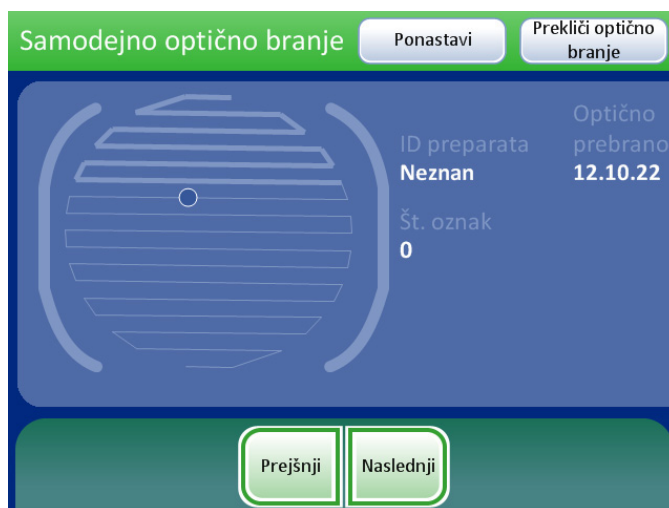 Samodejno optično branje
Ponastavi
Prekliči optično
branje
ID preparata
Neznan
Optično
prebrano
12.10.22
Št. oznak
0
Prejšnji
Naslednji